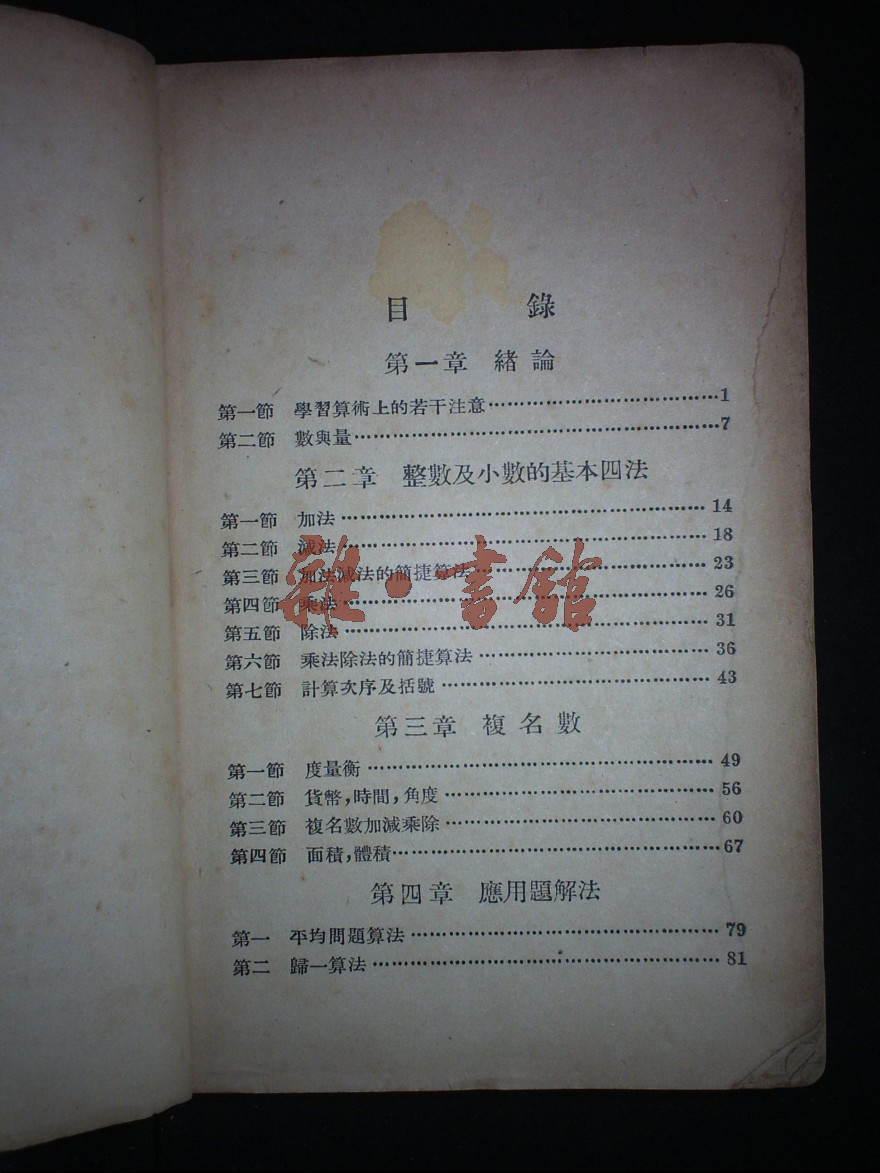 目 錄
第一章 緒論
第一節 學習算術上的若干注意……………………………1
第二節 數與量……………………………………………7
第二章 整數及小數的基本四法
第一節 加法……………………………………………14
第二節 減法……………………………………………18
第三節 加法減法的簡捷算法……………………………23
第四節 乘法……………………………………………26
第五節 除法……………………………………………31
第六節 乘法除法的簡捷算法……………………………36
第七節 計算次序及括號…………………………………43
第三章 複名數
第一節 度量衡…………………………………………49
第二節 貨幣,時間,角度…………………………………56
第三節 複名數加減乘除…………………………………60
第四節 面積,體積………………………………………67
第四章 應用題解法
第一 平均問題算法……………………………………79
第二 歸一算法…………………………………………81
雜·書館